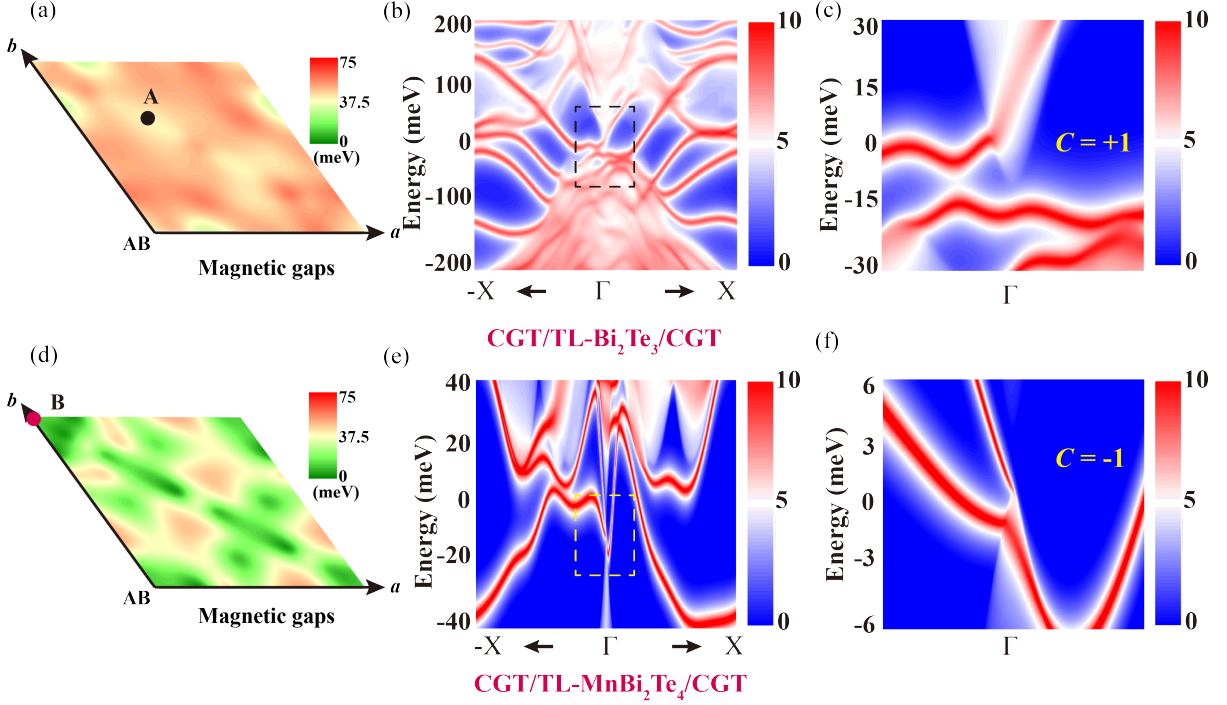 (a)
b
A
75
37.5
0
(meV)
AB
a
Magnetic gaps
(b)
Energy (meV)
200
100
0
-100
-200
-X
Γ
X
10
5
0
(c)
Energy (meV)
30
15
0
-15
-30
C = +1
Γ
10
5
0
CGT/TL-Bi₂Te₃/CGT
(d)
b
B
75
37.5
0
(meV)
AB
a
Magnetic gaps
(e)
Energy (meV)
40
20
0
-20
-40
-X
Γ
X
10
5
0
(f)
Energy (meV)
6
3
0
-3
-6
C = -1
Γ
10
5
0
CGT/TL-MnBi₂Te₄/CGT